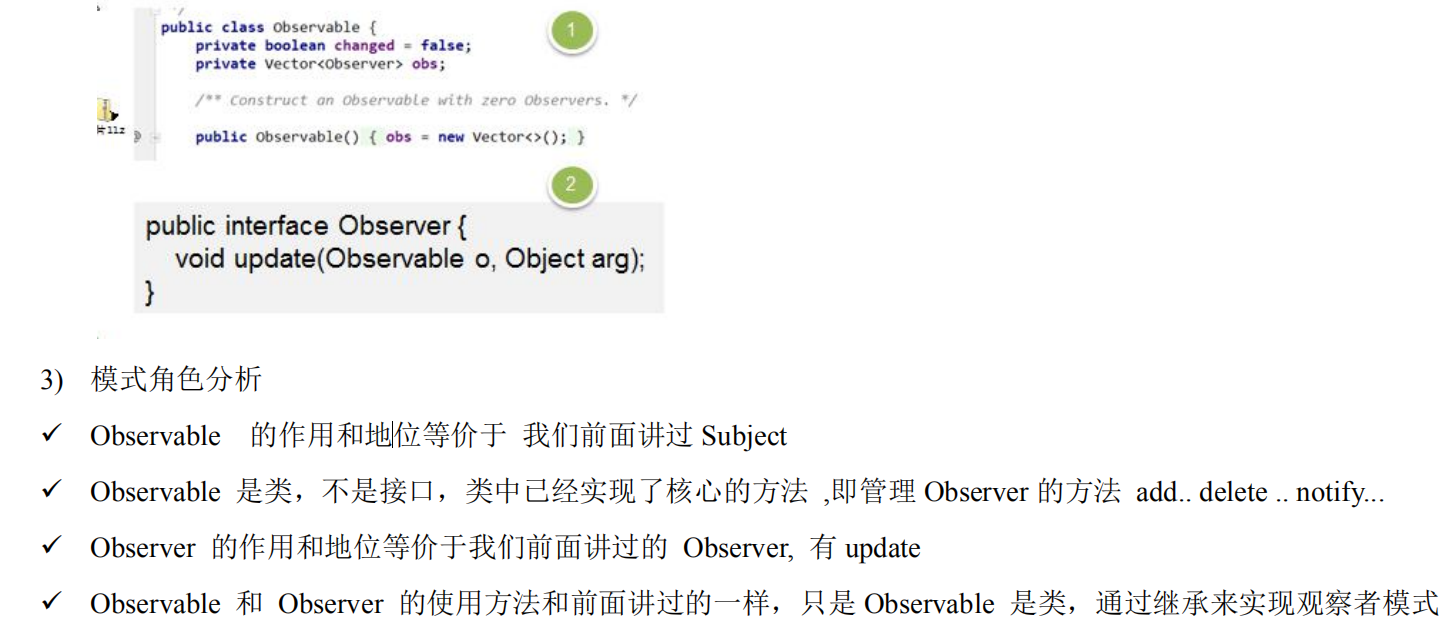 public class Observable {
private boolean changed = false;
private Vector<Observer> obs;
/** Construct an Observable with zero Observers. */
public Observable() { obs = new Vector<>(); }
1
2
public interface Observer {
void update(Observable o, Object arg);
}
3) 模式角色分析
✓ Observable 的作用和地位等价于 我们前面讲过 Subject
✓ Observable 是类，不是接口，类中已经实现了核心的方法 ,即管理 Observer 的方法 add.. delete .. notify...
✓ Observer 的作用和地位等价于我们前面讲过的 Observer, 有 update
✓ Observable 和 Observer 的使用方法和前面讲过的一样，只是 Observable 是类，通过继承来实现观察者模式